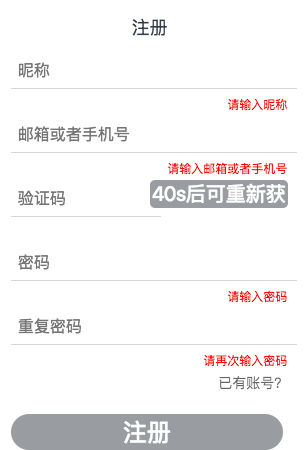 注册
昵称
请输入昵称
邮箱或者手机号
请输入邮箱或者手机号
验证码
40s后可重新获
密码
请输入密码
重复密码
请再次输入密码
已有账号?
注册